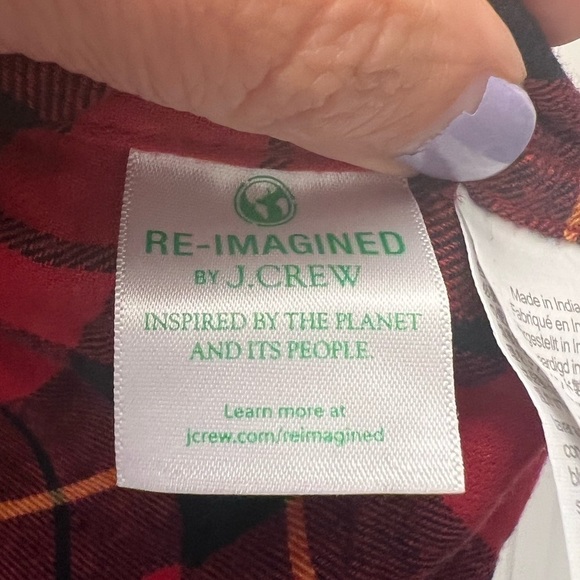 RE-IMAGINED
BY J.CREW
INSPIRED BY THE PLANET
AND ITS PEOPLE.
Learn more at
jcrew.com/reimagined
Made in India
Fabriqué en